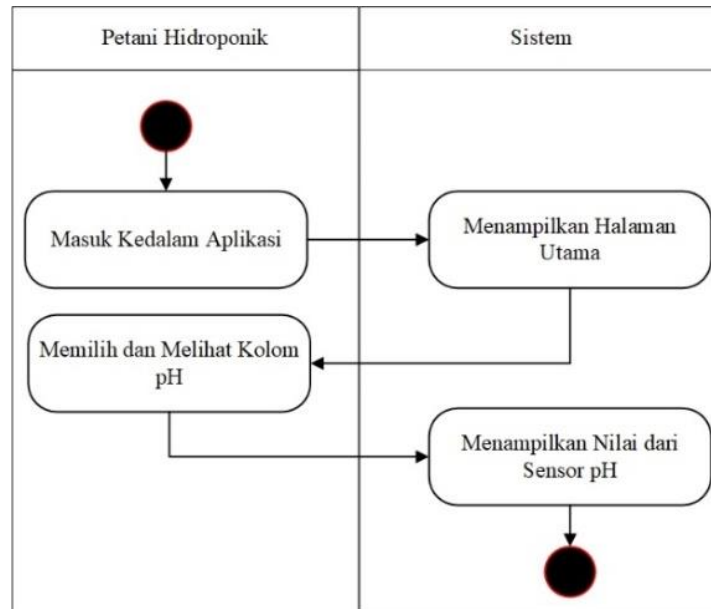 Petani Hidroponik
Sistem
Masuk Kedalam Aplikasi
Menampilkan Halaman
Utama
Memilih dan Melihat Kolom
pH
Menampilkan Nilai dari
Sensor pH